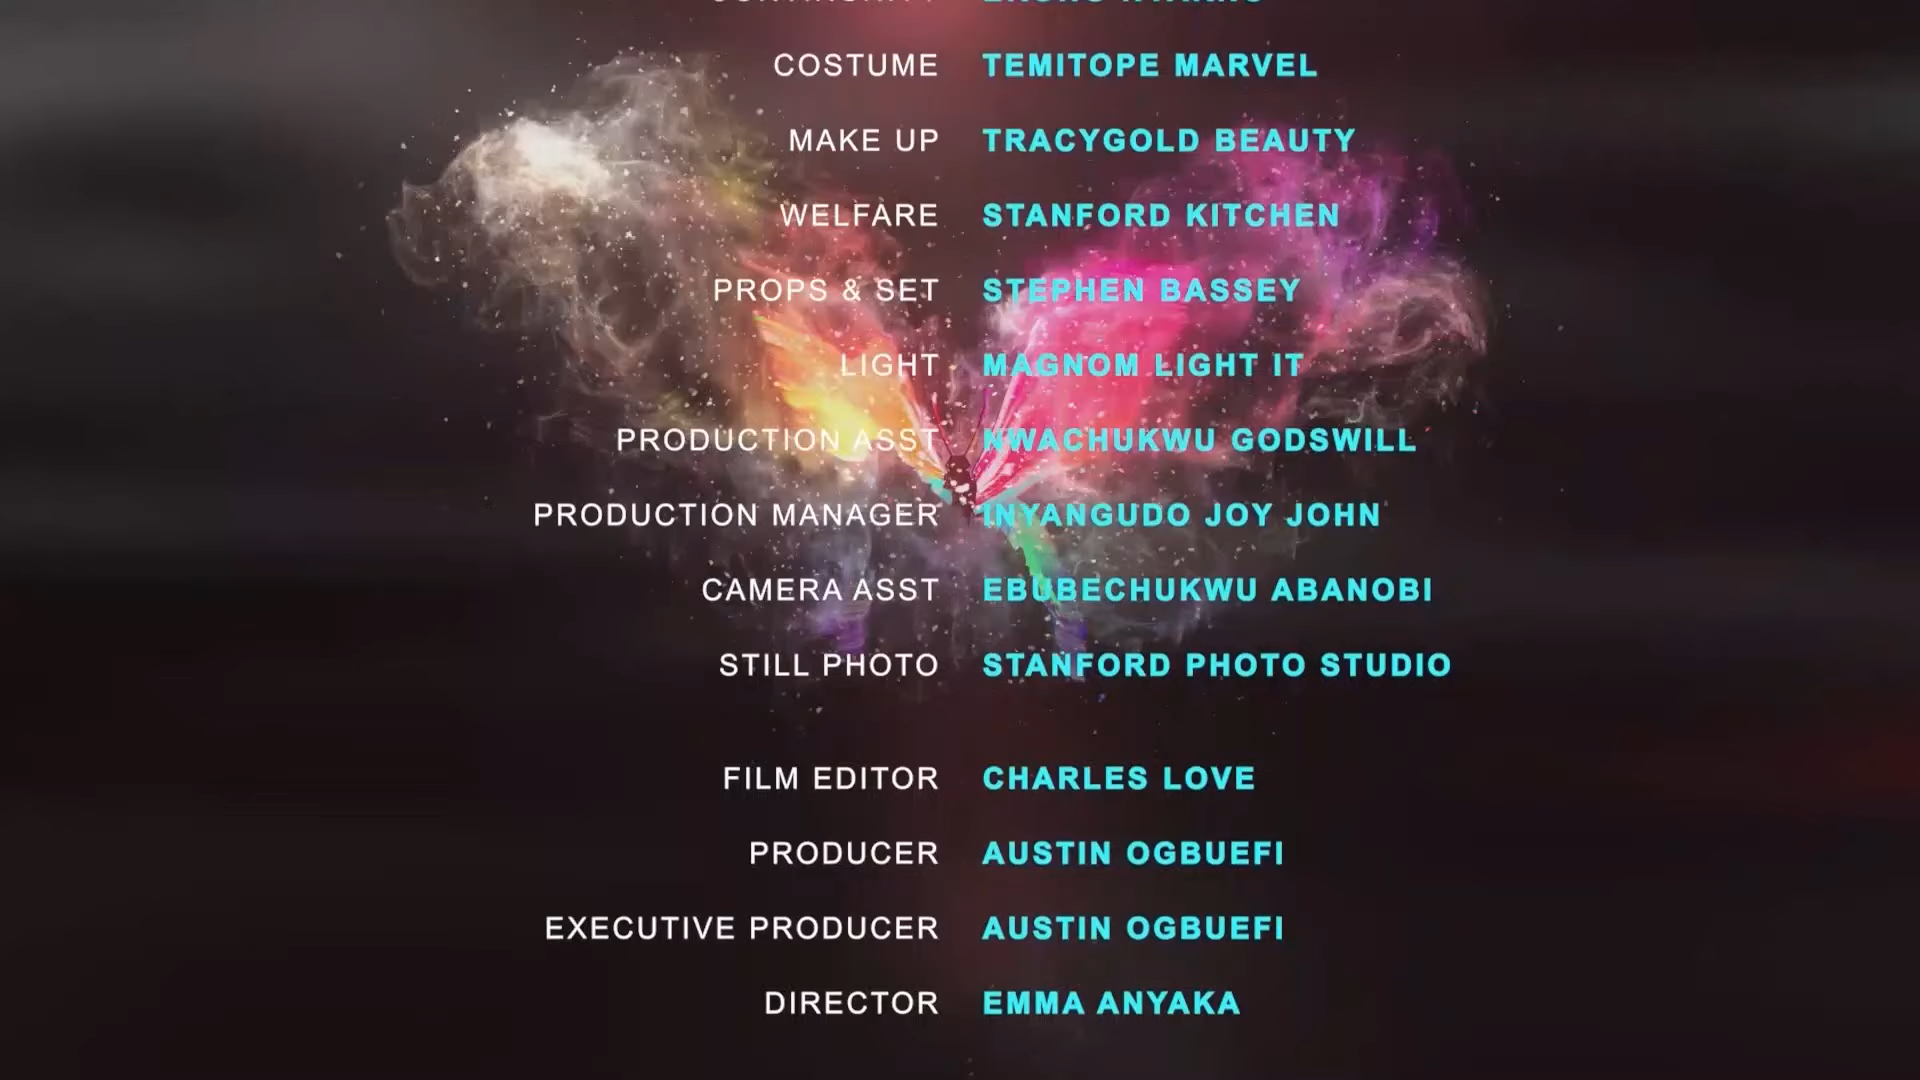 COSTUME TEMITOPE MARVEL
MAKE UP TRACYGOLD BEAUTY
WELFARE STANFORD KITCHEN
PROPS & SET STEPHEN BASSEY
LIGHT MAGNOM LIGHT IT
PRODUCTION ASST NWACHUKWU GODSWILL
PRODUCTION MANAGER INYANGUDO JOY JOHN
CAMERA ASST EBUBECHUKWU ABANOBI
STILL PHOTO STANFORD PHOTO STUDIO
FILM EDITOR CHARLES LOVE
PRODUCER AUSTIN OGBUEFI
EXECUTIVE PRODUCER AUSTIN OGBUEFI
DIRECTOR EMMA ANYAKA